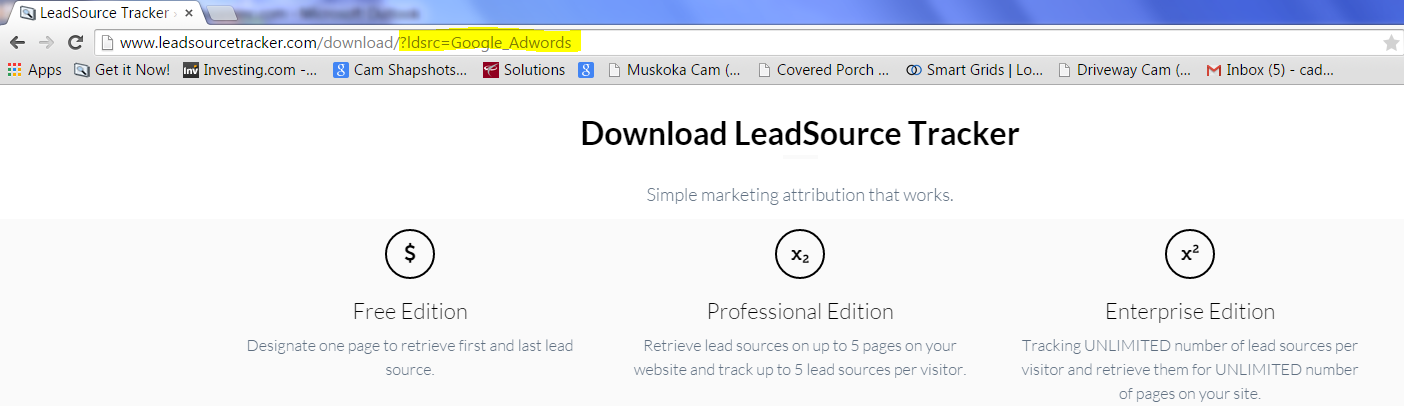 LeadSource Tracker
www.leadsourcetracker.com/download/?ldsrc=Google_Adwords
Apps Get it Now! Inv Investing.com -... g Cam Shapshots... Solutions g Muskoka Cam (... Covered Porch ... Smart Grids | Lo... Driveway Cam (... Inbox (5) - cad...
Download LeadSource Tracker
Simple marketing attribution that works.
$ x₂ x²
Free Edition Professional Edition Enterprise Edition
Designate one page to retrieve first and last lead Retrieve lead sources on up to 5 pages on your Tracking UNLIMITED number of lead sources per
source. website and track up to 5 lead sources per visitor. visitor and retrieve them for UNLIMITED number
of pages on your site.